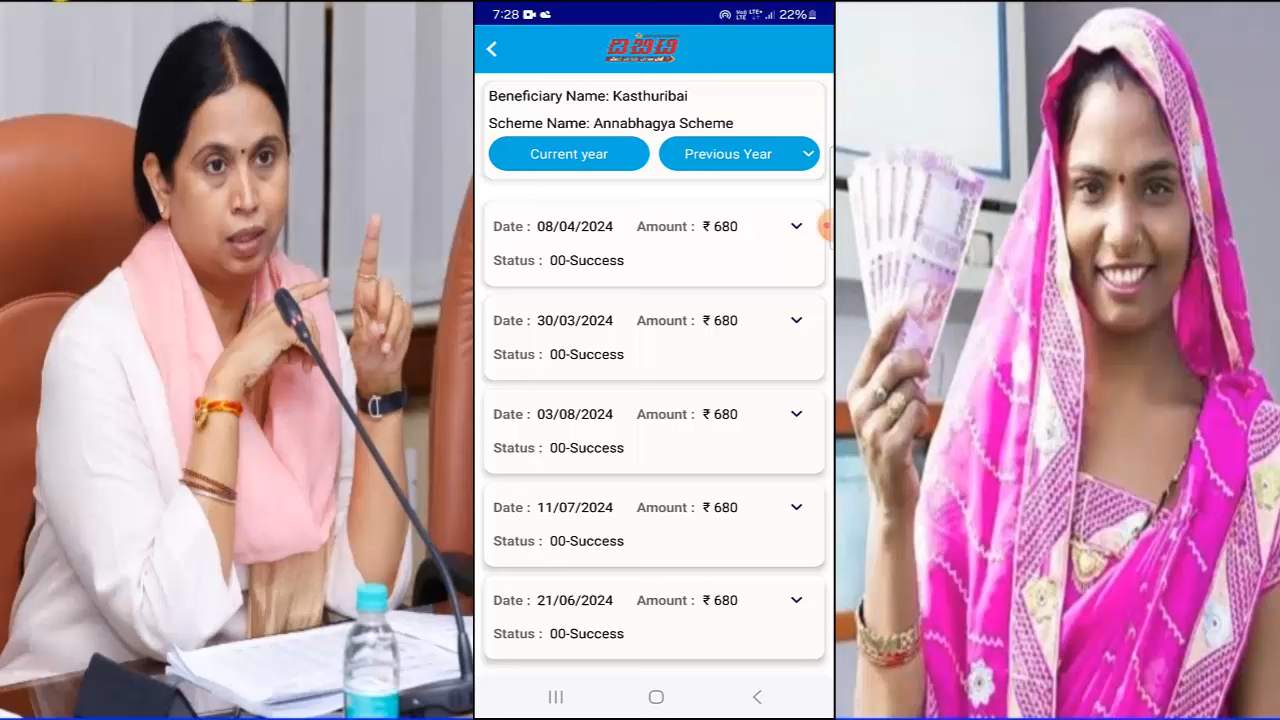 7:28
Vo) LTE LTE+ 22%
ದಿಬಿಟಿ
Beneficiary Name: Kasthuribai
Scheme Name: Annabhagya Scheme
Current year Previous Year
Date : 08/04/2024 Amount : ₹ 680
Status : 00-Success
Date : 30/03/2024 Amount : ₹ 680
Status : 00-Success
Date : 03/08/2024 Amount : ₹ 680
Status : 00-Success
Date : 11/07/2024 Amount : ₹ 680
Status : 00-Success
Date : 21/06/2024 Amount : ₹ 680
Status : 00-Success